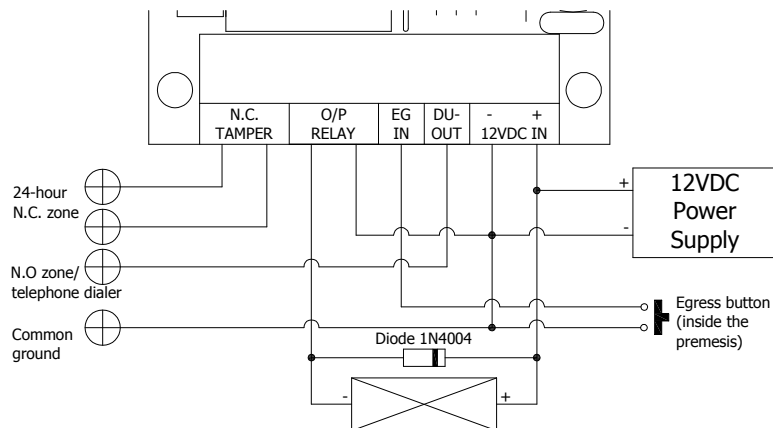 N.C. TAMPER
O/P RELAY
EG IN
DU-OUT
- +
12VDC IN
24-hour
N.C. zone
N.O zone/
telephone dialer
Common
ground
+
-
12VDC
Power
Supply
Egress button
(inside the
premesis)
Diode 1N4004
- +